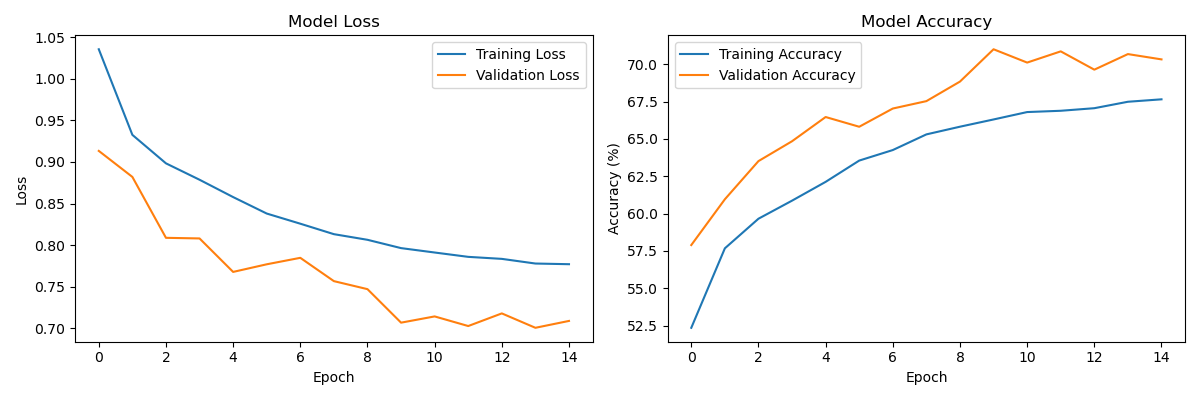 Model Loss
Training Loss
Validation Loss
1.05
1.00
0.95
0.90
0.85
0.80
0.75
0.70
Loss
0 2 4 6 8 10 12 14
Epoch
Model Accuracy
Training Accuracy
Validation Accuracy
70.0
67.5
65.0
62.5
60.0
57.5
55.0
52.5
Accuracy (%)
0 2 4 6 8 10 12 14
Epoch